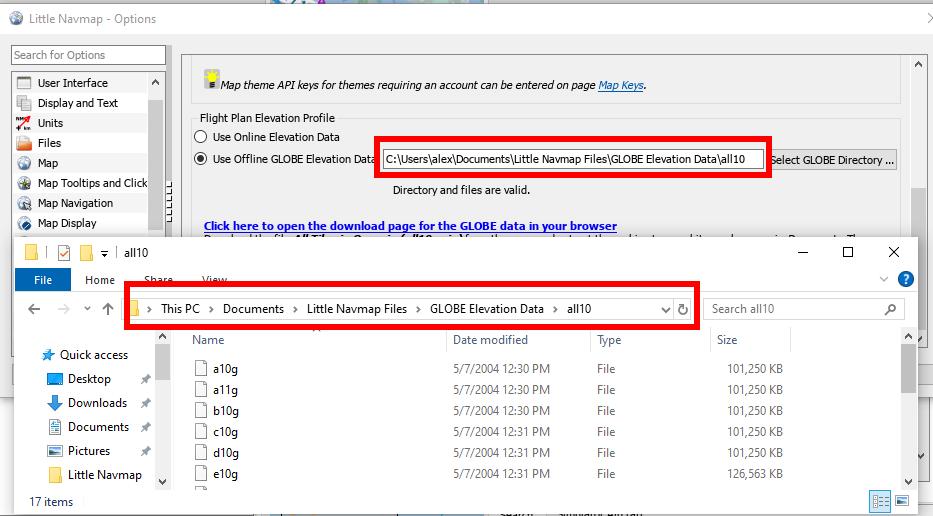 Little Navmap - Options
Search for Options
User Interface
Display and Text
Units
Files
Map
Map Tooltips and Click
Map Navigation
Map Display
Map theme API keys for themes requiring an account can be entered on page Map Keys.
Flight Plan Elevation Profile
Use Online Elevation Data
Use Offline GLOBE Elevation Data
C:\Users\alex\Documents\Little Navmap Files\GLOBE Elevation Data\all10
Select GLOBE Directory ...
Directory and files are valid.
Click here to open the download page for the GLOBE data in your browser
all10
File Home Share View
This PC > Documents > Little Navmap Files > GLOBE Elevation Data > all10
Search all10
Quick access
Desktop
Downloads
Documents
Pictures
Little Navmap
Name Date modified Type Size
a10g 5/7/2004 12:30 PM File 101,250 KB
a11g 5/7/2004 12:30 PM File 101,250 KB
b10g 5/7/2004 12:30 PM File 101,250 KB
c10g 5/7/2004 12:31 PM File 101,250 KB
d10g 5/7/2004 12:31 PM File 101,250 KB
e10g 5/7/2004 12:31 PM File 126,563 KB
17 items